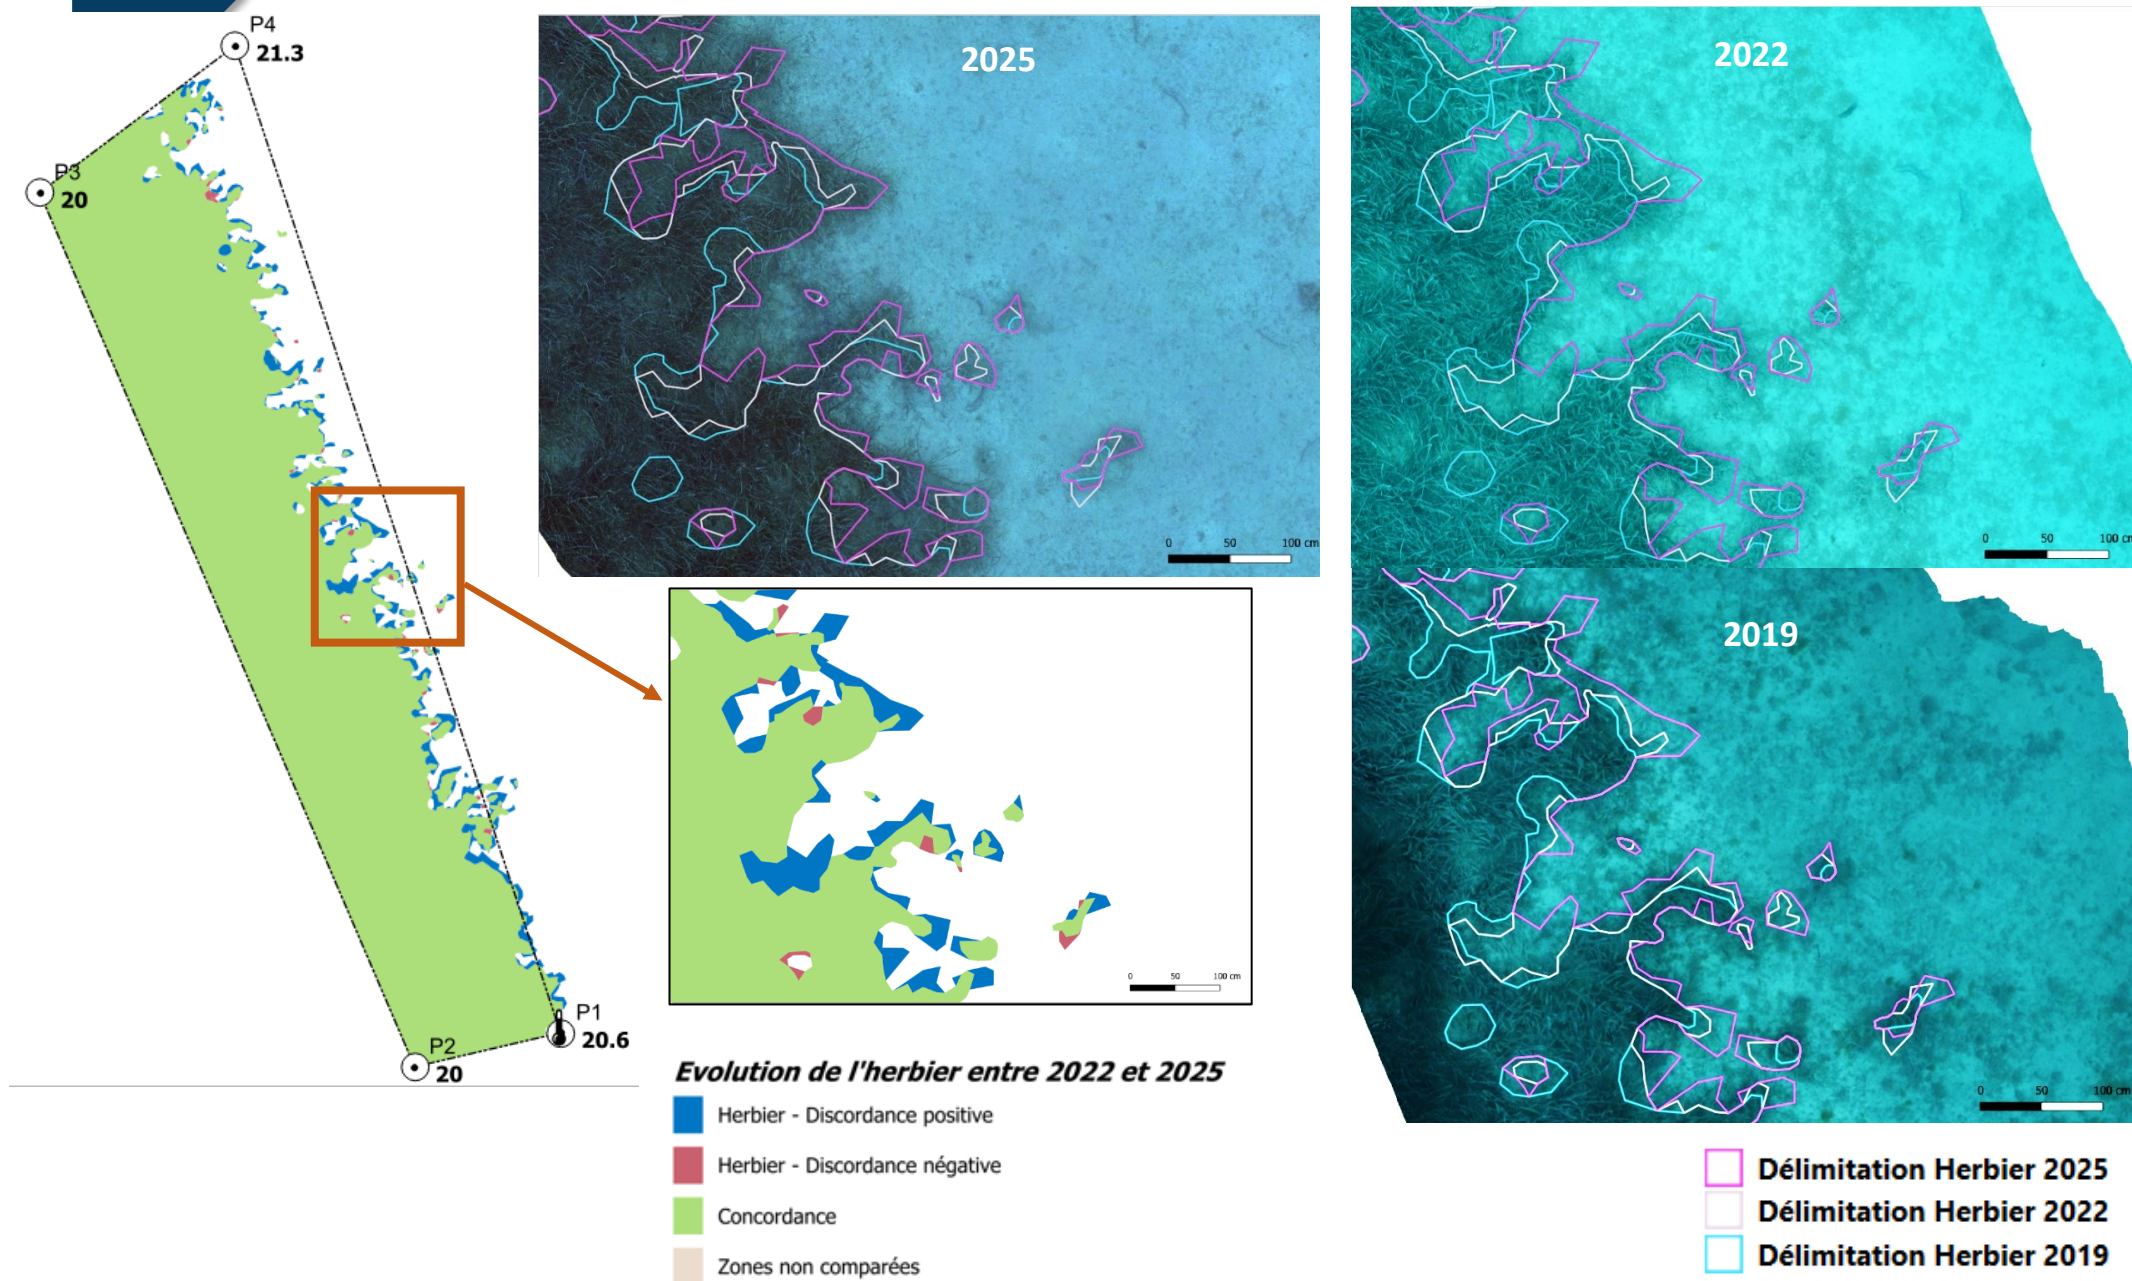 P4
21.3
P3
20
P1
20.6
P2
20
2025
0 50 100 cm
2022
0 50 100 cm
2019
0 50 100 cm
0 50 100 cm
Evolution de l'herbier entre 2022 et 2025
Herbier - Discordance positive
Herbier - Discordance négative
Concordance
Zones non comparées
Délimitation Herbier 2025
Délimitation Herbier 2022
Délimitation Herbier 2019